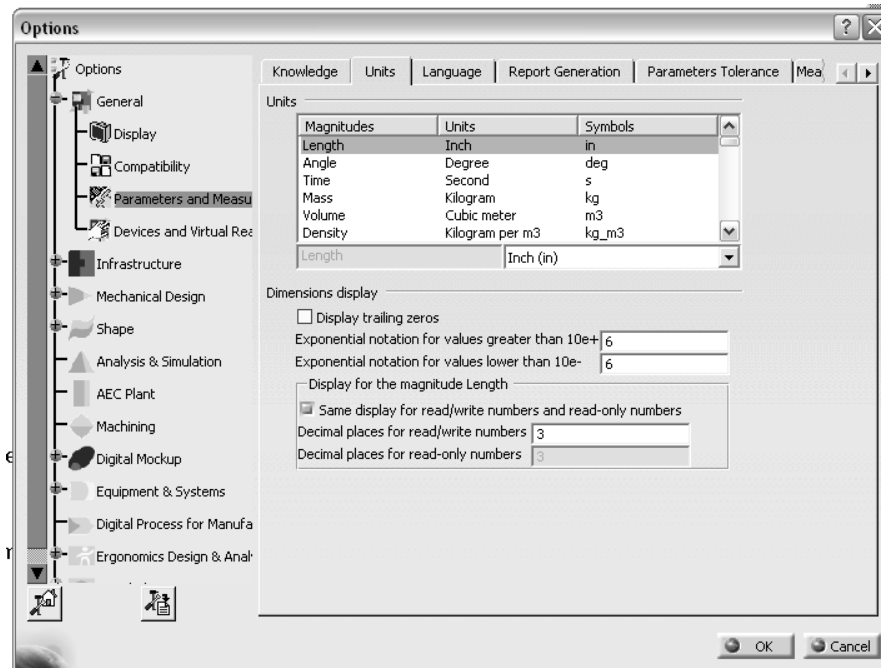 Options
Options
General
Display
Compatibility
Parameters and Measu
Devices and Virtual Rea
Infrastructure
Mechanical Design
Shape
Analysis & Simulation
AEC Plant
Machining
Digital Mockup
Equipment & Systems
Digital Process for Manufa
Ergonomics Design & Anal
Knowledge Units Language Report Generation Parameters Tolerance Mea
Units
Magnitudes Units Symbols
Length Inch in
Angle Degree deg
Time Second s
Mass Kilogram kg
Volume Cubic meter m3
Density Kilogram per m3 kg_m3
Length Inch (in)
Dimensions display
Display trailing zeros
Exponential notation for values greater than 10e+ 6
Exponential notation for values lower than 10e- 6
Display for the magnitude Length
Same display for read/write numbers and read-only numbers
Decimal places for read/write numbers 3
Decimal places for read-only numbers 3
OK Cancel